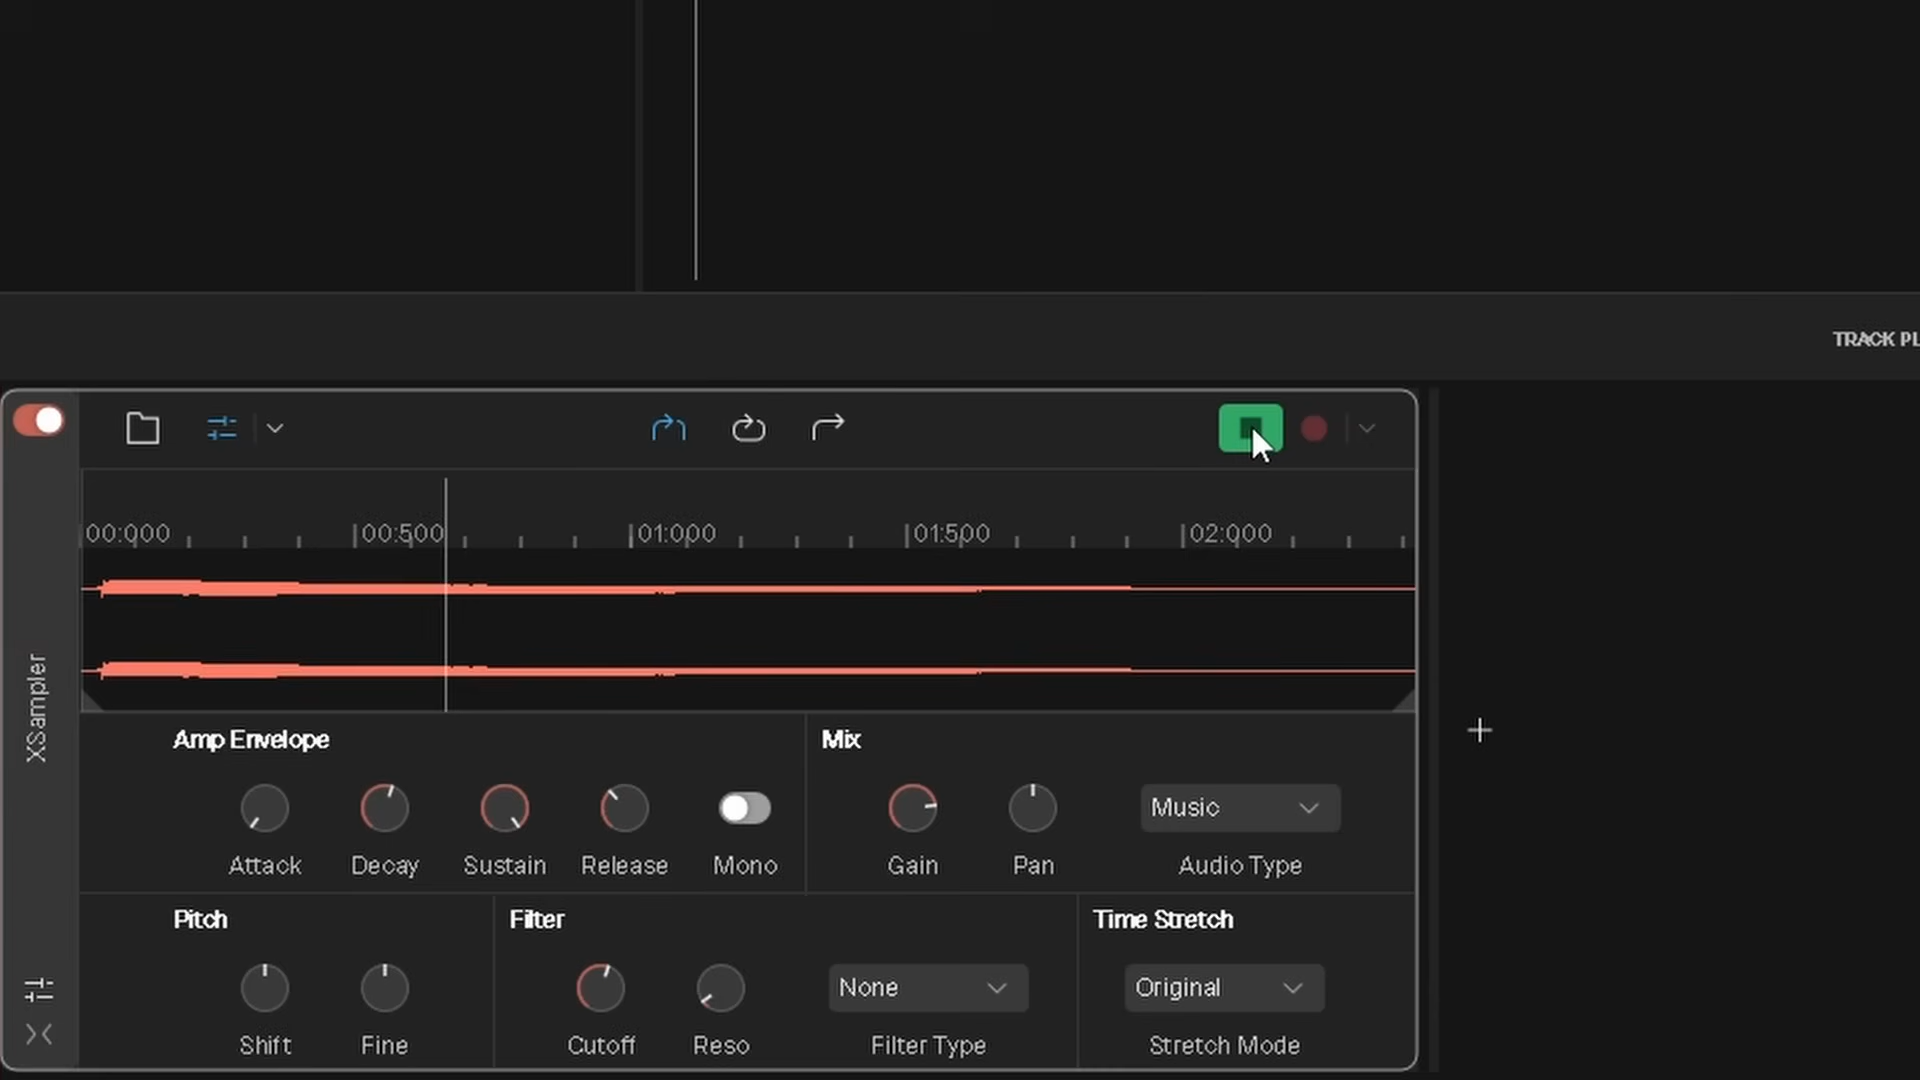 TRACK PL
00:000 00:500 01:000 01:500 02:000
XSampler
Amp Envelope
Attack Decay Sustain Release Mono
Mix
Gain Pan
Music
Audio Type
Pitch
Shift Fine
Filter
Cutoff Reso
None
Filter Type
Time Stretch
Original
Stretch Mode